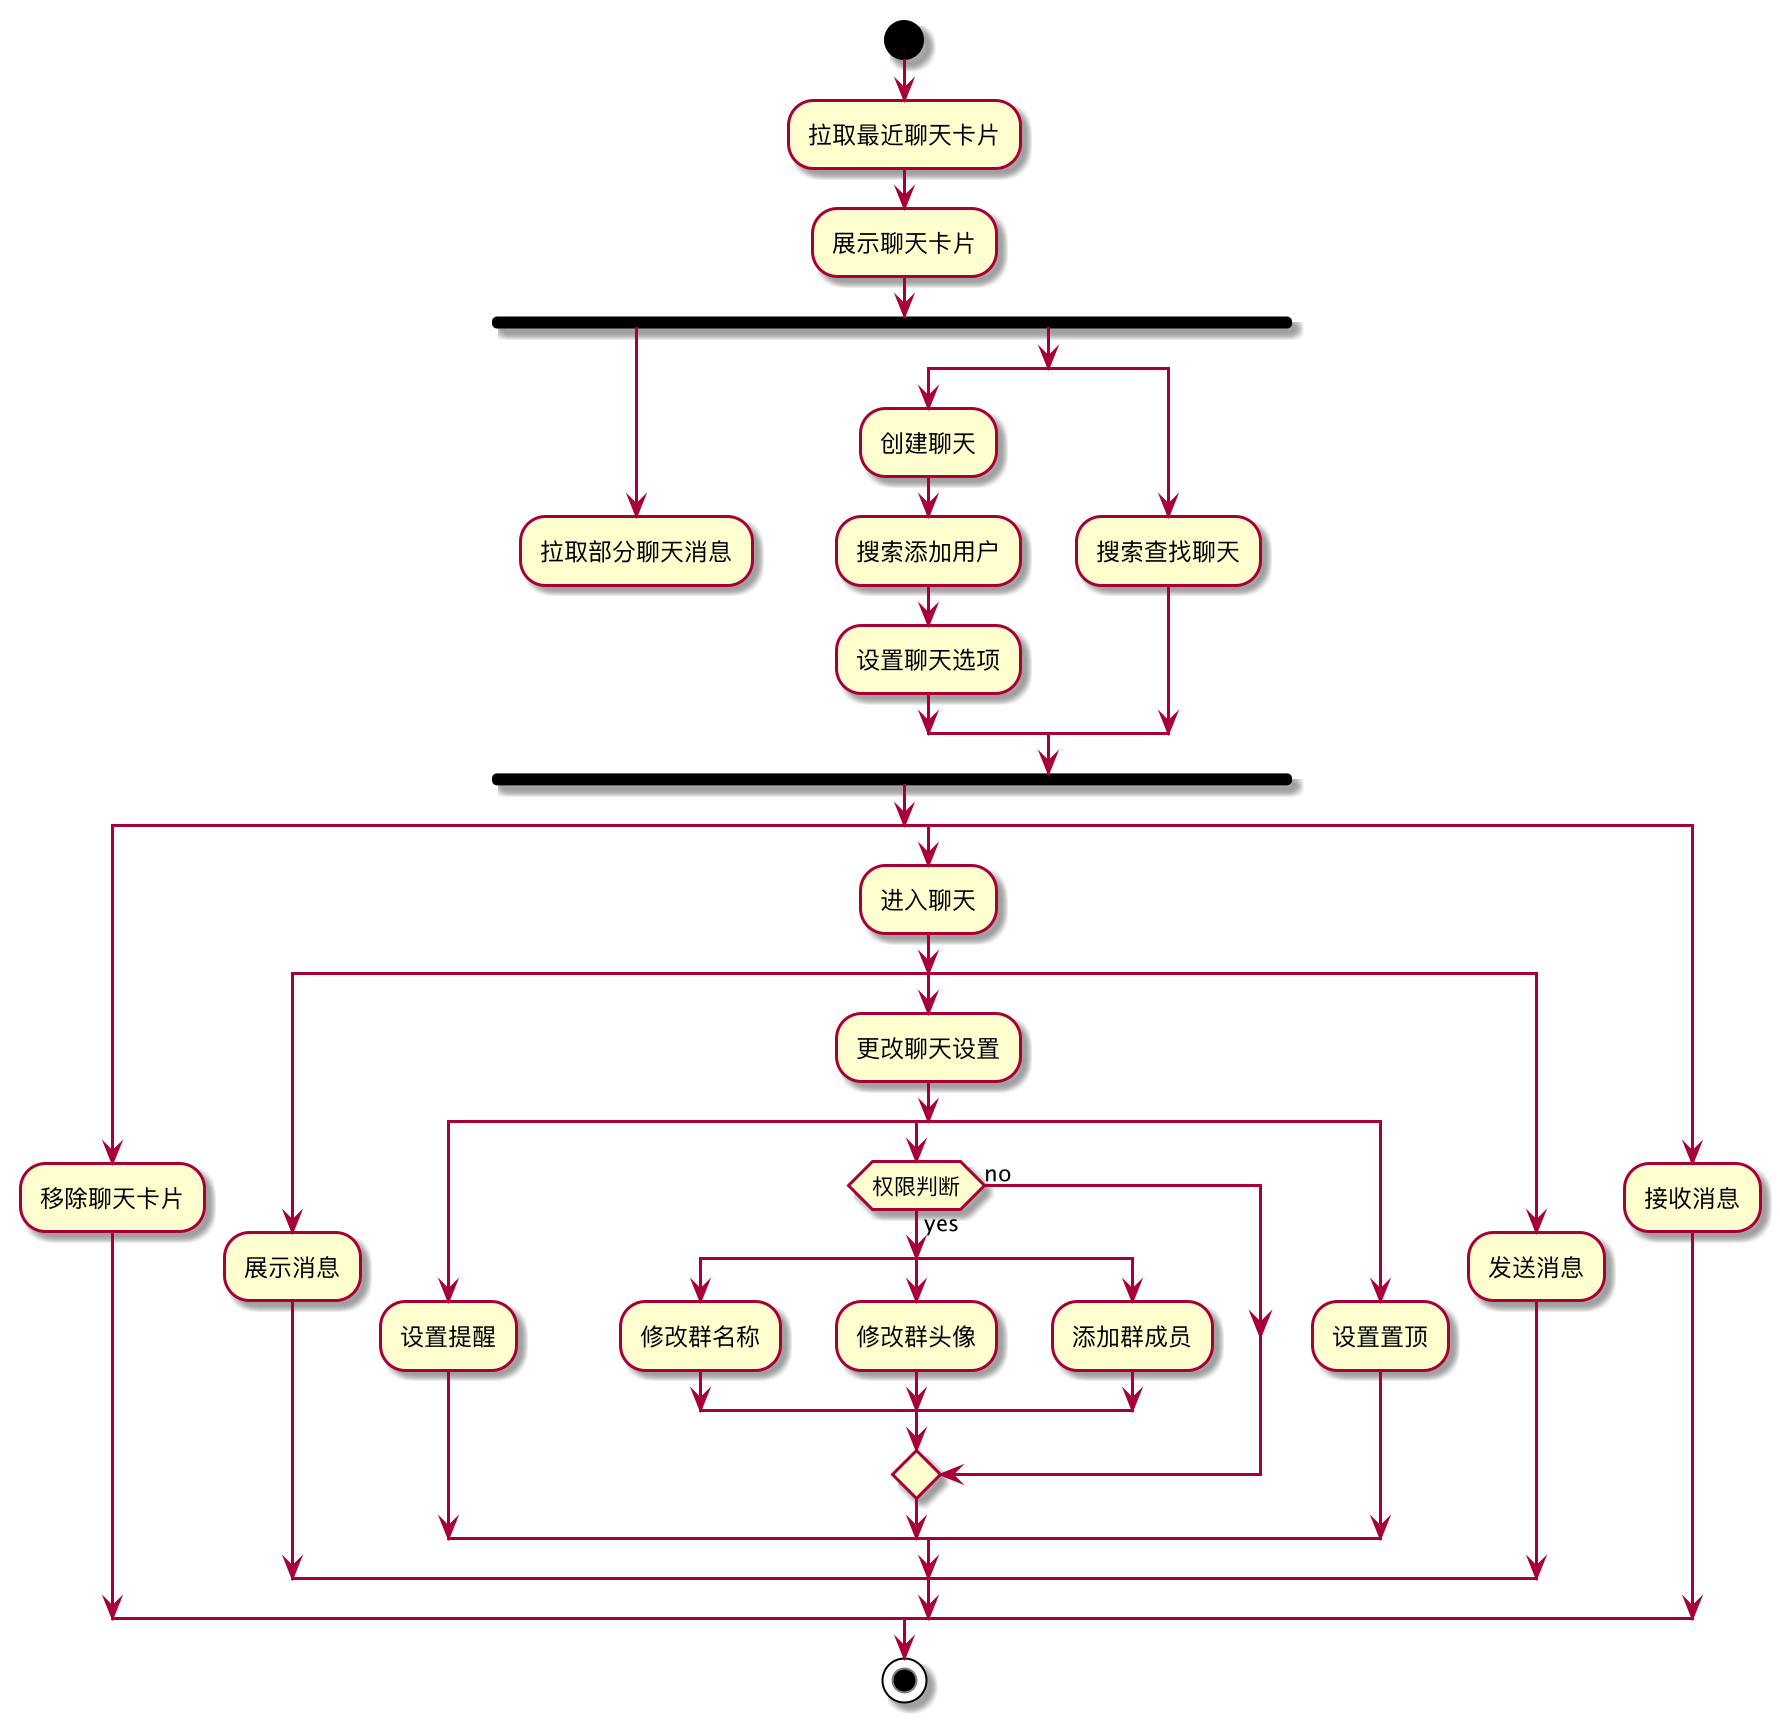 拉取最近聊天卡片
展示聊天卡片
创建聊天
拉取部分聊天消息
搜索添加用户
搜索查找聊天
设置聊天选项
进入聊天
更改聊天设置
权限判断
no
yes
移除聊天卡片
接收消息
展示消息
发送消息
设置提醒
修改群名称
修改群头像
添加群成员
设置置顶